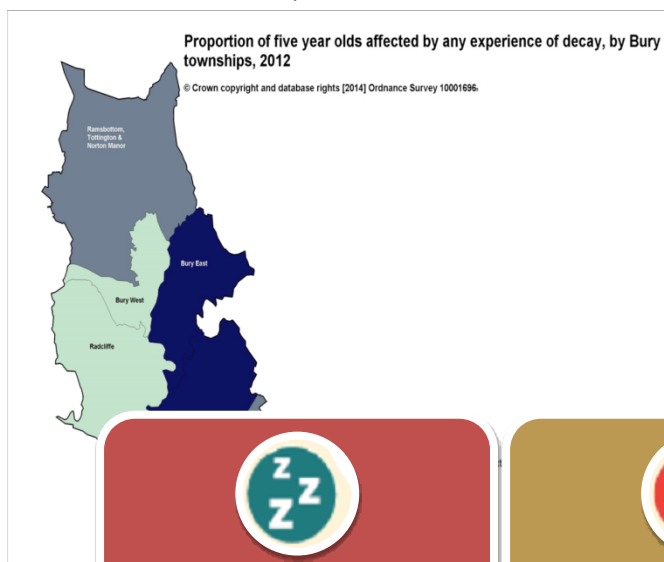 Proportion of five year olds affected by any experience of decay, by Bury
townships, 2012
© Crown copyright and database rights [2014] Ordnance Survey 10001696
Ramsbottom,
Tottington &
Norton Manor
Bury East
Bury West
Radcliffe
z
z
z